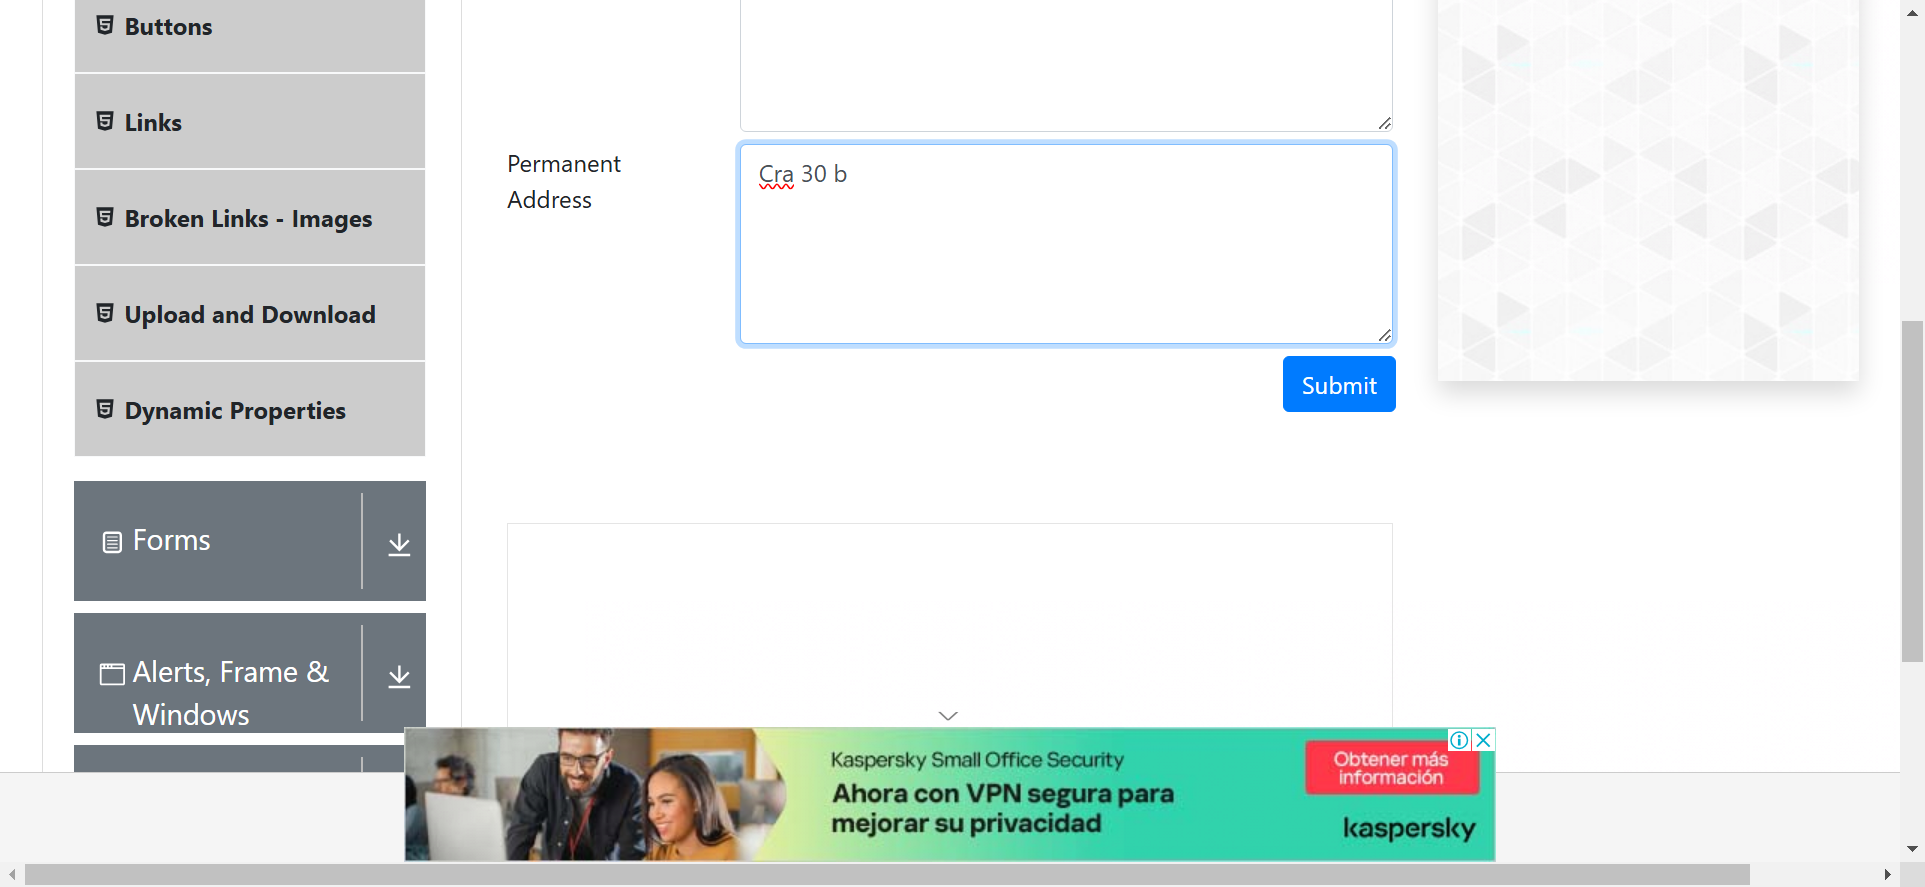 Buttons
Links
Broken Links - Images
Upload and Download
Dynamic Properties
Forms
Alerts, Frame &
Windows
Permanent
Address
Cra 30 b
Submit
Kaspersky Small Office Security
Ahora con VPN segura para
mejorar su privacidad
Obtener más
información
kaspersky